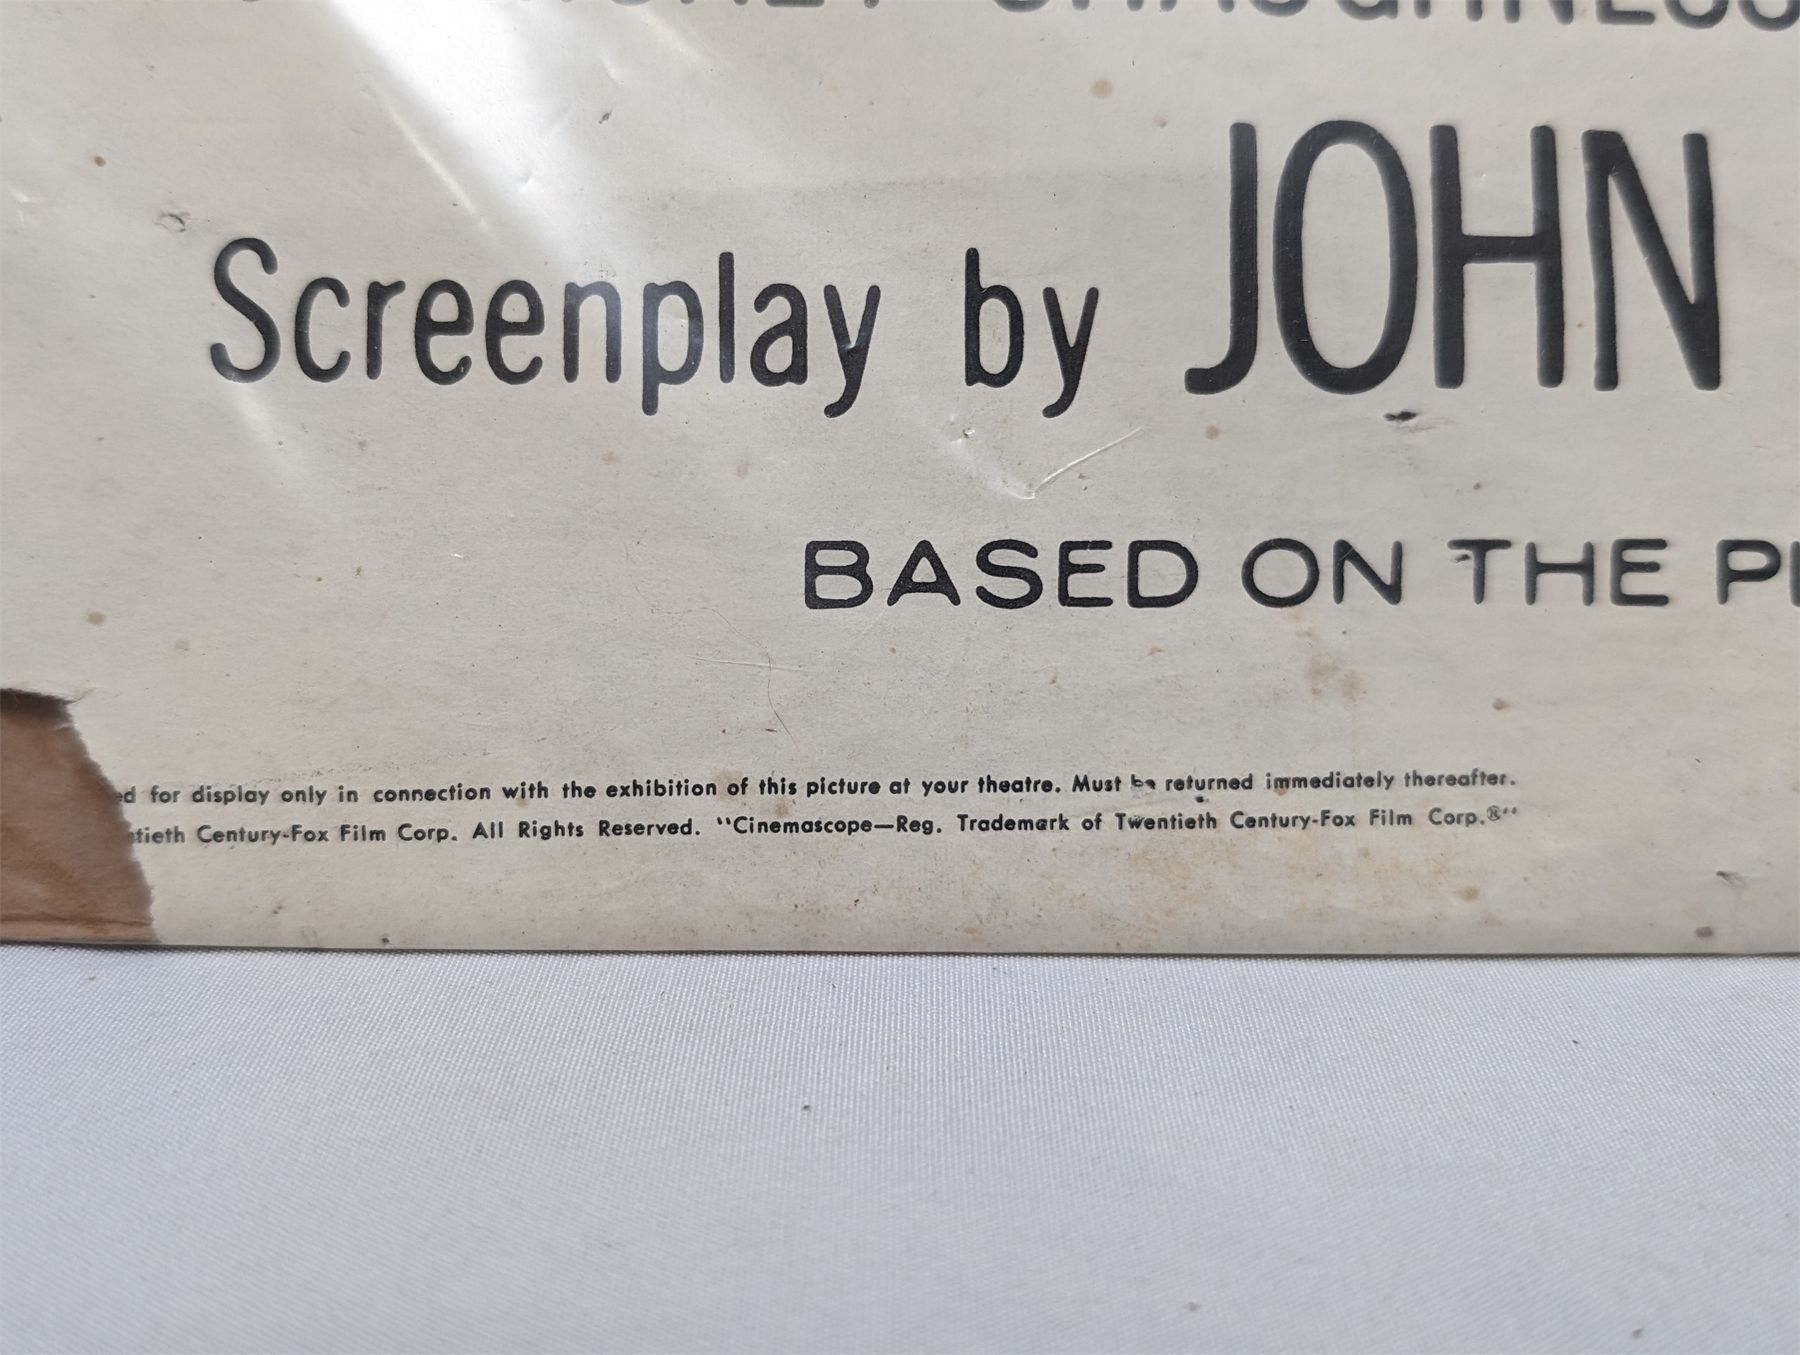 Screenplay by JOHN
BASED ON THE
for display only in connection with the exhibition of this picture at your theatre. Must be returned immediately thereafter.
Century-Fox Film Corp. All Rights Reserved. "Cinemascope—Reg. Trademark of Twentieth Century-Fox Film Corp.®"